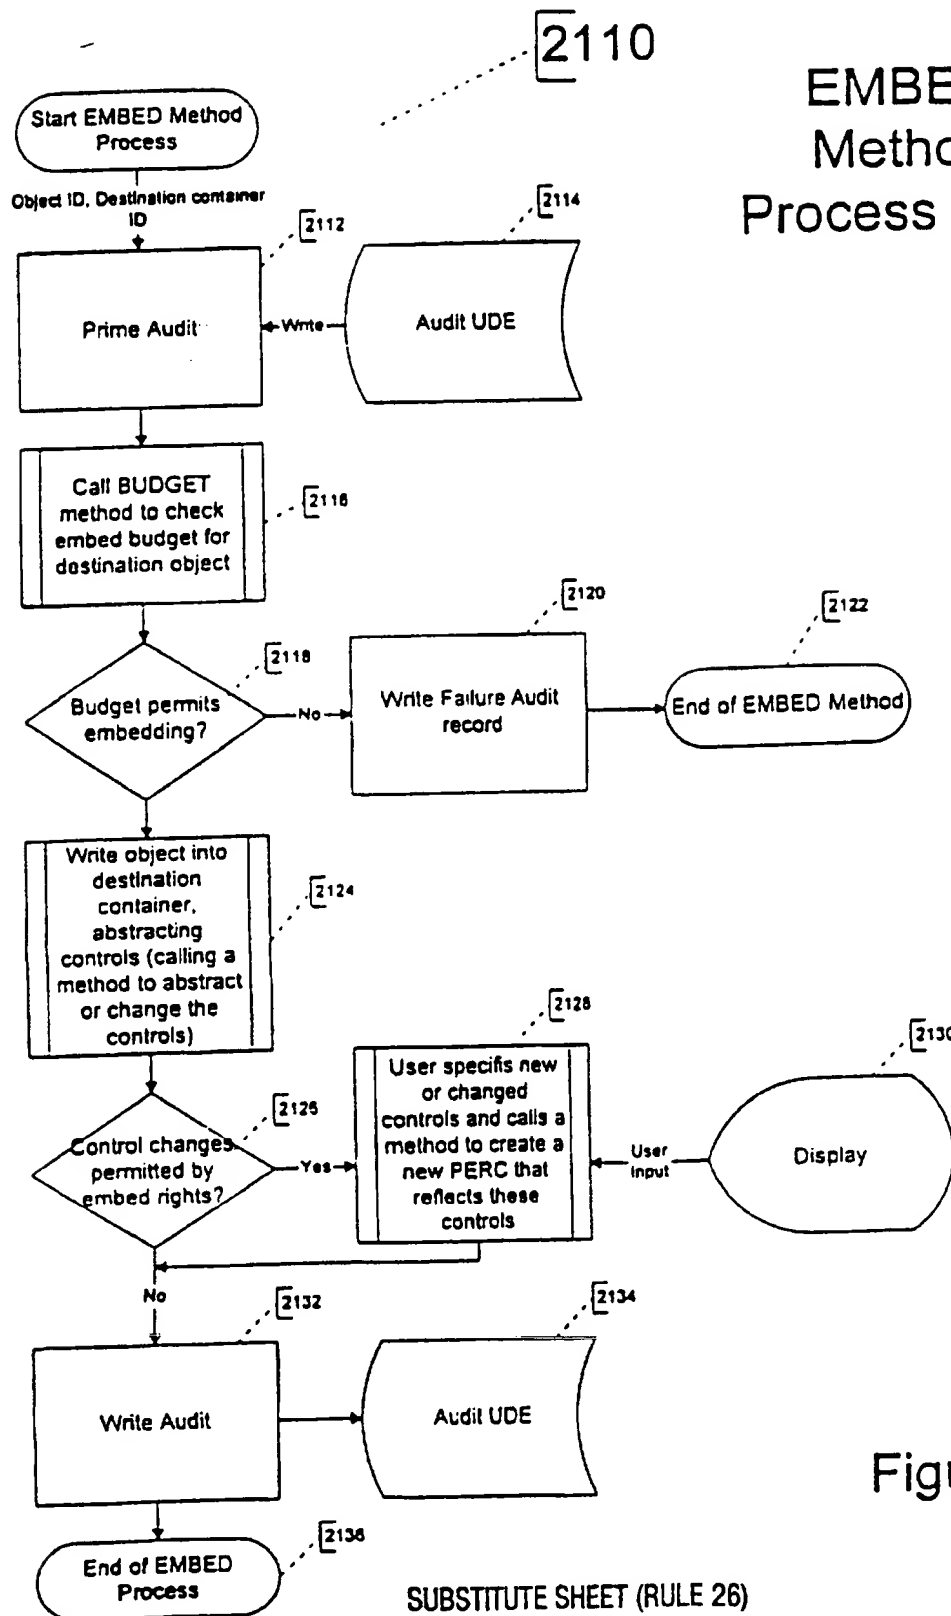 2110
EMBE
Metho
Process
Start EMBED Method
Process
Object ID, Destination container
ID
2112
2114
Prime Audit
Write
Audit UDE
Call BUDGET
method to check
embed budget for
destination object
2116
2118
2120
2122
Budget permits
embedding?
No
Write Failure Audit
record
End of EMBED Method
Write object into
destination
container,
abstracting
controls (calling a
method to abstract
or change the
controls)
2124
2126
2128
2130
Control changes
permitted by
embed rights?
Yes
User specifis new
or changed
controls and calls a
method to create a
new PERC that
reflects these
controls
User
Input
Display
No
2132
2134
Write Audit
Audit UDE
Figu
End of EMBED
Process
2136
SUBSTITUTE SHEET (RULE 26)